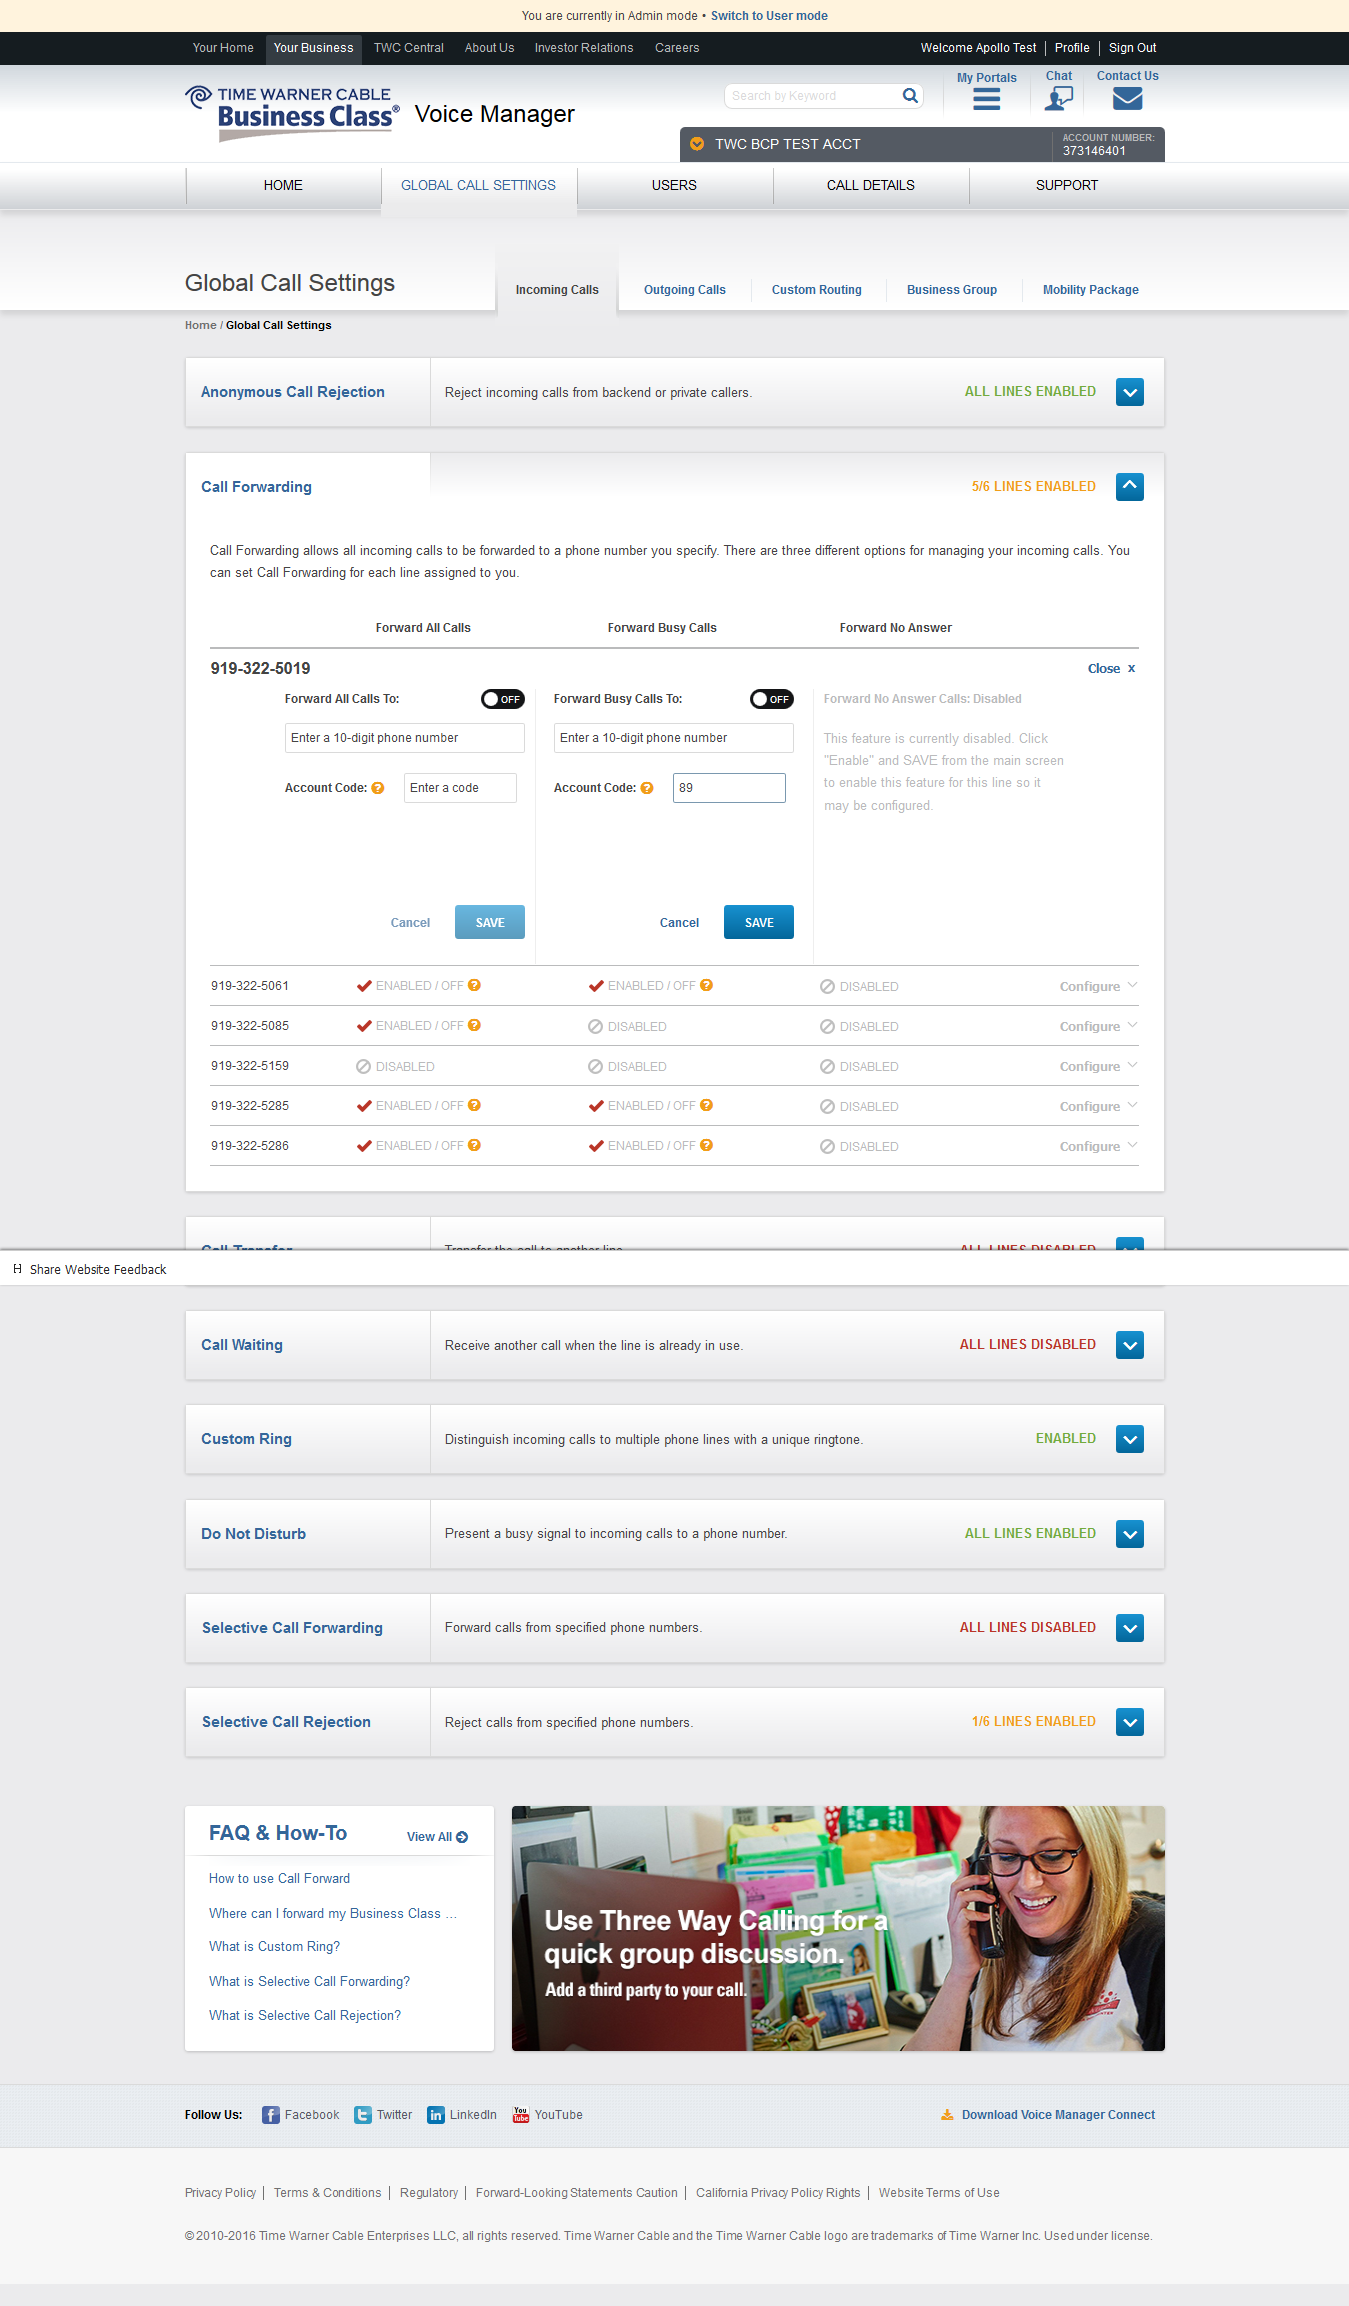 You are currently in Admin mode • Switch to User mode
Your Home Your Business TWC Central About Us Investor Relations Careers Welcome Apollo Test Profile Sign Out
TIME WARNER CABLE
Business Class® Voice Manager
Search by Keyword
My Portals Chat Contact Us
TWC BCP TEST ACCT
ACCOUNT NUMBER:
373146401
HOME GLOBAL CALL SETTINGS USERS CALL DETAILS SUPPORT
Global Call Settings
Incoming Calls Outgoing Calls Custom Routing Business Group Mobility Package
Home / Global Call Settings
Anonymous Call Rejection Reject incoming calls from backend or private callers. ALL LINES ENABLED
Call Forwarding 5/6 LINES ENABLED
Call Forwarding allows all incoming calls to be forwarded to a phone number you specify. There are three different options for managing your incoming calls. You
can set Call Forwarding for each line assigned to you.
Forward All Calls Forward Busy Calls Forward No Answer
919-322-5019 Close x
Forward All Calls To: OFF
Enter a 10-digit phone number
Account Code: ? Enter a code
Cancel SAVE
Forward Busy Calls To: OFF
Enter a 10-digit phone number
Account Code: ? 89
Cancel SAVE
Forward No Answer Calls: Disabled
This feature is currently disabled. Click
"Enable" and SAVE from the main screen
to enable this feature for this line so it
may be configured.
919-322-5061 ENABLED / OFF ? ENABLED / OFF ? DISABLED Configure
919-322-5085 ENABLED / OFF ? DISABLED DISABLED Configure
919-322-5159 DISABLED DISABLED DISABLED Configure
919-322-5285 ENABLED / OFF ? ENABLED / OFF ? DISABLED Configure
919-322-5286 ENABLED / OFF ? ENABLED / OFF ? DISABLED Configure
Call Transfer Transfer the call to another line. ALL LINES DISABLED
H Share Website Feedback
Call Waiting Receive another call when the line is already in use. ALL LINES DISABLED
Custom Ring Distinguish incoming calls to multiple phone lines with a unique ringtone. ENABLED
Do Not Disturb Present a busy signal to incoming calls to a phone number. ALL LINES ENABLED
Selective Call Forwarding Forward calls from specified phone numbers. ALL LINES DISABLED
Selective Call Rejection Reject calls from specified phone numbers. 1/6 LINES ENABLED
FAQ & How-To View All
How to use Call Forward
Where can I forward my Business Class ...
What is Custom Ring?
What is Selective Call Forwarding?
What is Selective Call Rejection?
Use Three Way Calling for a
quick group discussion.
Add a third party to your call.
Follow Us: f Facebook t Twitter in LinkedIn You Tube YouTube Download Voice Manager Connect
Privacy Policy Terms & Conditions Regulatory Forward-Looking Statements Caution California Privacy Policy Rights Website Terms of Use
© 2010-2016 Time Warner Cable Enterprises LLC, all rights reserved. Time Warner Cable and the Time Warner Cable logo are trademarks of Time Warner Inc. Used under license.